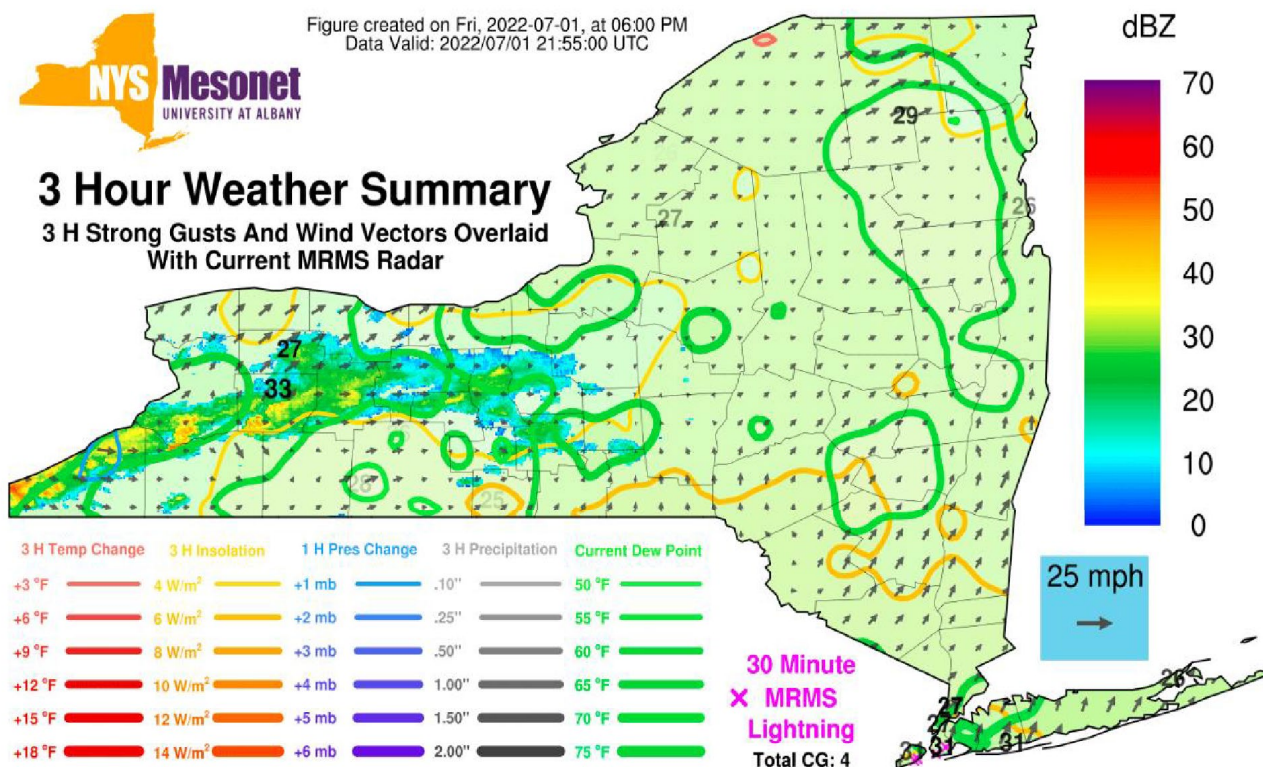 Figure created on Fri, 2022-07-01, at 06:00 PM
Data Valid: 2022/07/01 21:55:00 UTC
NYS Mesonet
UNIVERSITY AT ALBANY
3 Hour Weather Summary
3 H Strong Gusts And Wind Vectors Overlaid
With Current MRMS Radar
dBZ
70
60
50
40
30
20
10
0
29
27
26
27
33
28
25
3 H Temp Change 3 H Insolation 1 H Pres Change 3 H Precipitation Current Dew Point
+3 °F 4 W/m² +1 mb .10" 50 °F
+6 °F 6 W/m² +2 mb .25" 55 °F
+9 °F 8 W/m² +3 mb .50" 60 °F
+12 °F 10 W/m² +4 mb 1.00" 65 °F
+15 °F 12 W/m² +5 mb 1.50" 70 °F
+18 °F 14 W/m² +6 mb 2.00" 75 °F
25 mph
30 Minute
× MRMS
Lightning
Total CG: 4
26
27
27
31
31
31